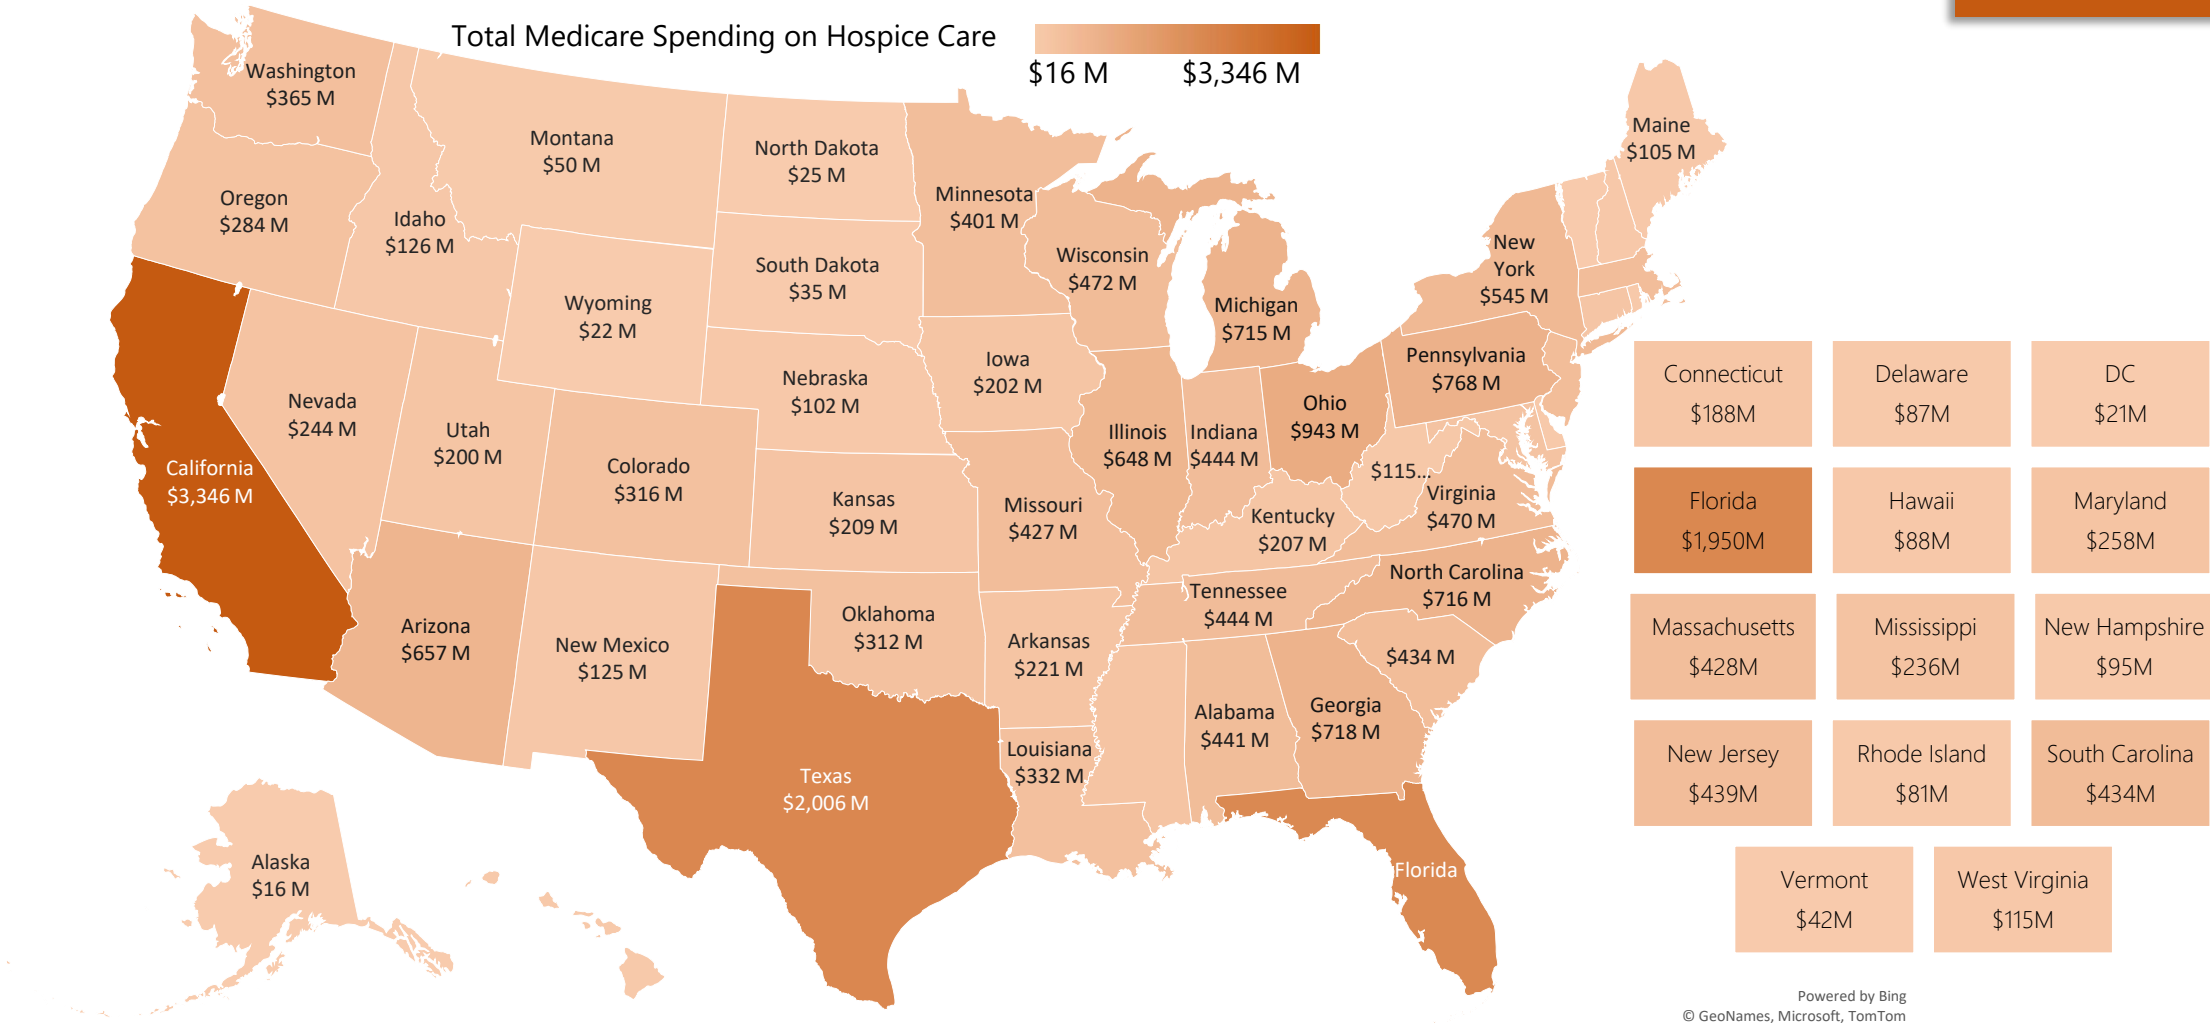 Total Medicare Spending on Hospice Care
$16 M
$3,346 M
Washington
$365 M
Oregon
$284 M
Idaho
$126 M
Montana
$50 M
North Dakota
$25 M
South Dakota
$35 M
Wyoming
$22 M
Minnesota
$401 M
Wisconsin
$472 M
Michigan
$715 M
Maine
$105 M
New
York
$545 M
Pennsylvania
$768 M
Ohio
$943 M
Indiana
$444 M
Illinois
$648 M
Iowa
$202 M
Nebraska
$102 M
Nevada
$244 M
Utah
$200 M
Colorado
$316 M
California
$3,346 M
Kansas
$209 M
Missouri
$427 M
Kentucky
$207 M
$115...
Virginia
$470 M
North Carolina
$716 M
Tennessee
$444 M
Arizona
$657 M
New Mexico
$125 M
Oklahoma
$312 M
Arkansas
$221 M
$434 M
Georgia
$718 M
Alabama
$441 M
Louisiana
$332 M
Texas
$2,006 M
Florida
Alaska
$16 M
Connecticut
$188M
Delaware
$87M
DC
$21M
Florida
$1,950M
Hawaii
$88M
Maryland
$258M
Massachusetts
$428M
Mississippi
$236M
New Hampshire
$95M
New Jersey
$439M
Rhode Island
$81M
South Carolina
$434M
Vermont
$42M
West Virginia
$115M
Powered by Bing
© GeoNames, Microsoft, TomTom